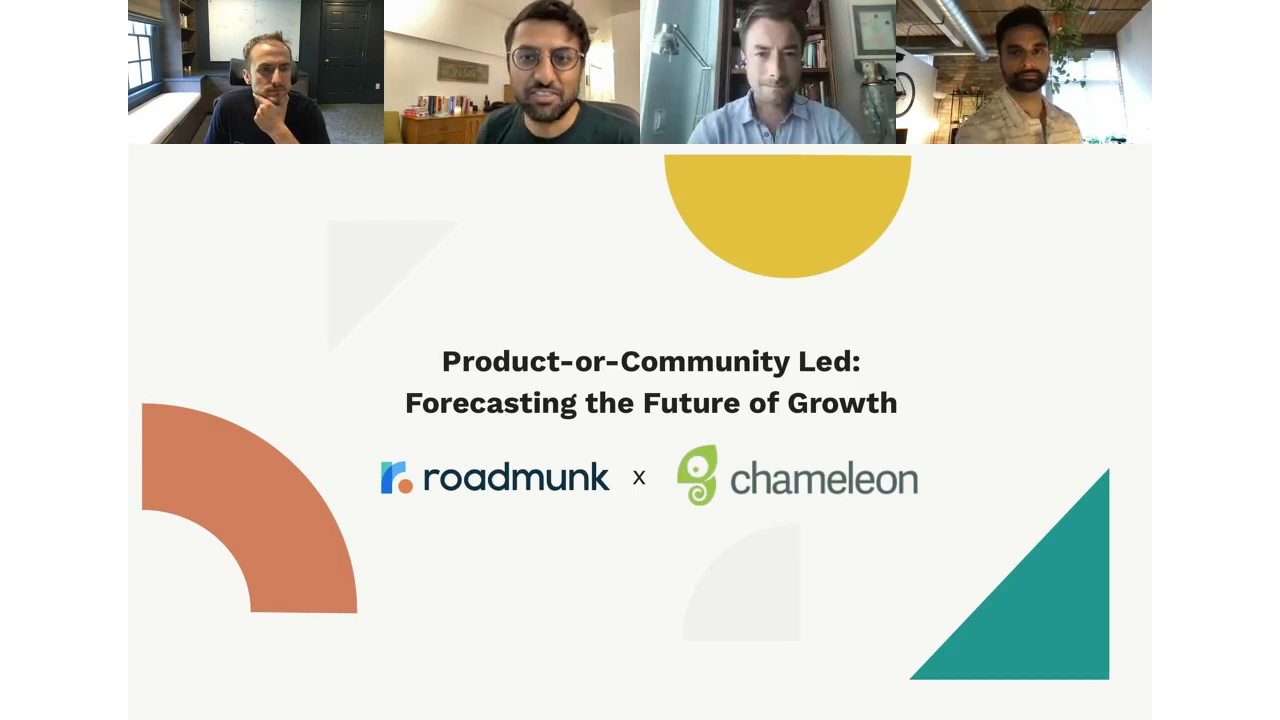 Product-or-Community Led:
Forecasting the Future of Growth
roadmunk x chameleon